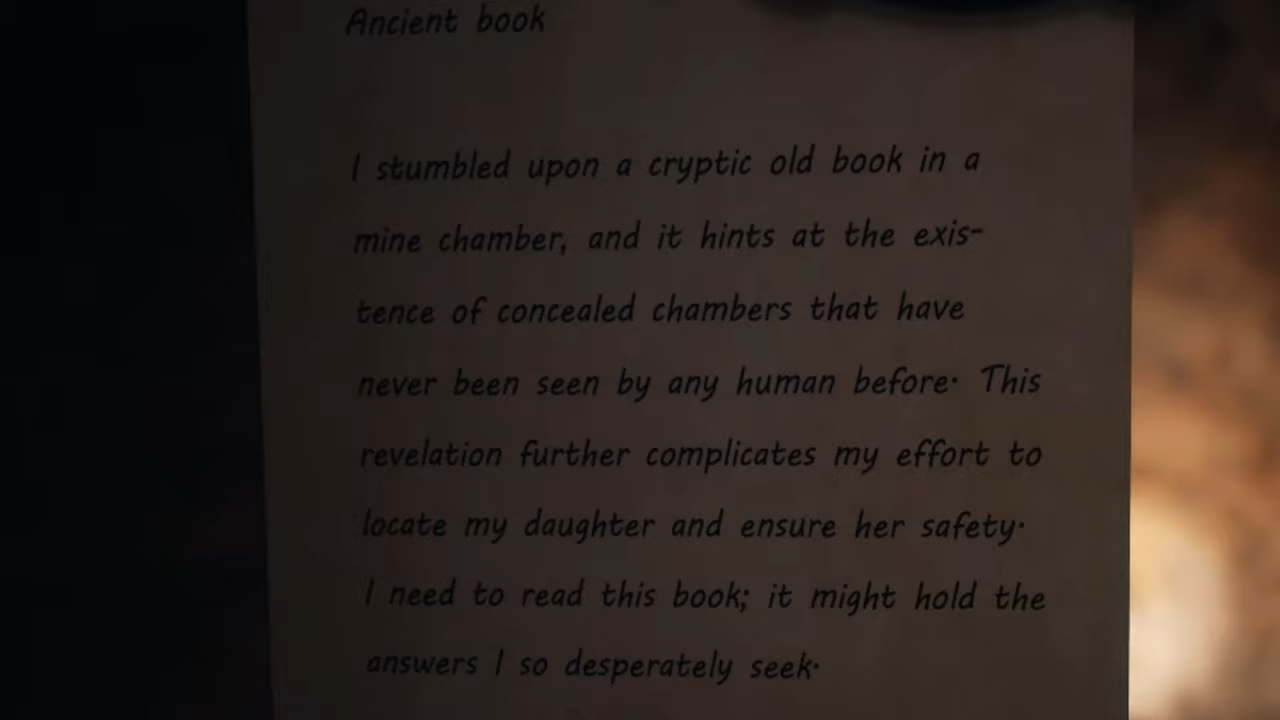 Ancient book
I stumbled upon a cryptic old book in a
mine chamber, and it hints at the exis-
tence of concealed chambers that have
never been seen by any human before. This
revelation further complicates my effort to
locate my daughter and ensure her safety.
I need to read this book; it might hold the
answers I so desperately seek.